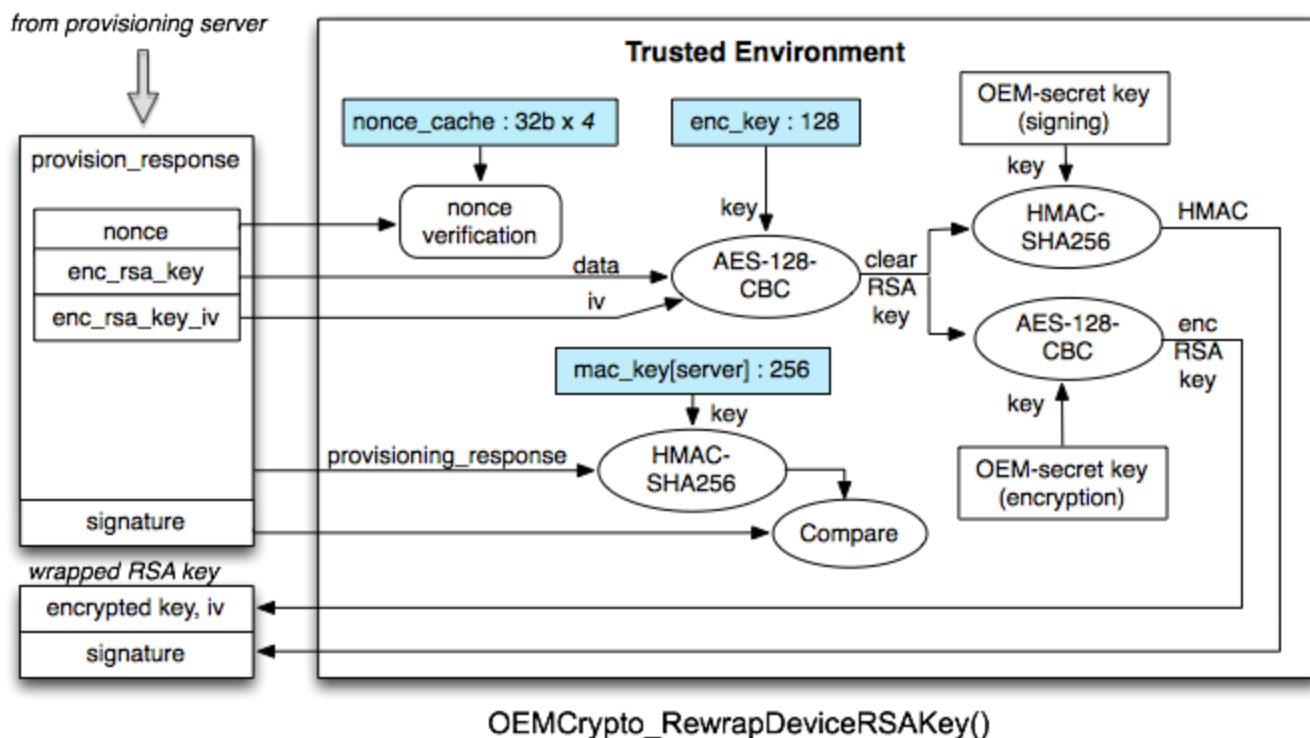 from provisioning server
Trusted Environment
nonce_cache : 32b x 4
enc_key : 128
OEM-secret key
(signing)
provision_response
key
nonce
verification
key
HMAC-
SHA256
HMAC
nonce
enc_rsa_key
data
AES-128-
CBC
clear
RSA
key
enc_rsa_key_iv
iv
AES-128-
CBC
enc
RSA
key
mac_key[server] : 256
key
key
provisioning_response
HMAC-
SHA256
OEM-secret key
(encryption)
signature
Compare
wrapped RSA key
encrypted key, iv
signature
OEMCrypto_RewrapDeviceRSAKey()